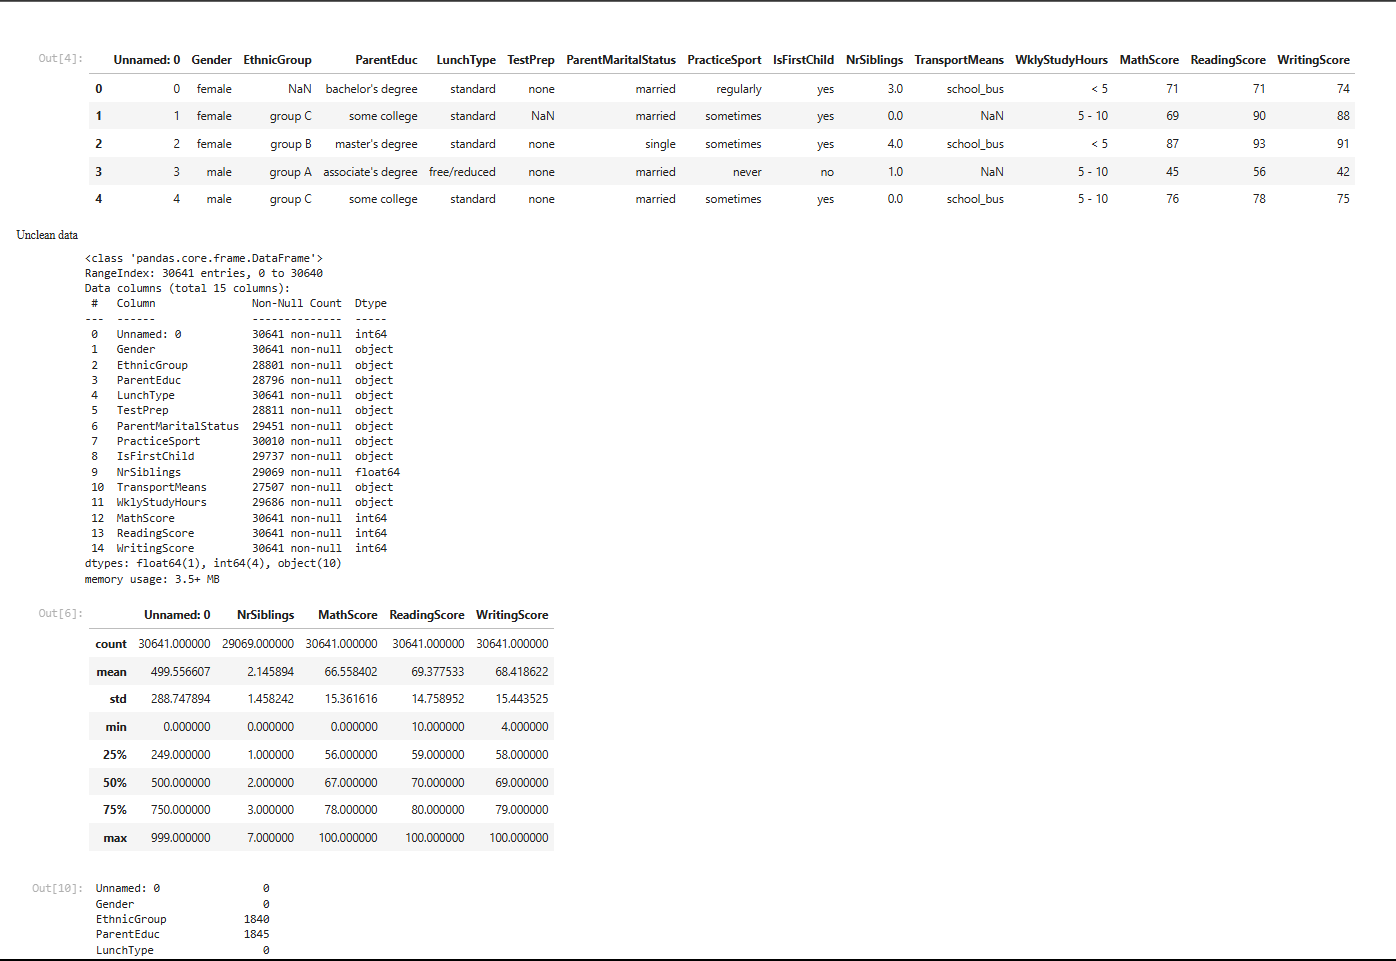 Out[4]: Unnamed: 0 Gender EthnicGroup ParentEduc LunchType TestPrep ParentMaritalStatus PracticeSport IsFirstChild NrSiblings TransportMeans WklyStudyHours MathScore ReadingScore WritingScore
0 0 female NaN bachelor's degree standard none married regularly yes 3.0 school_bus < 5 71 71 74
1 1 female group C some college standard NaN married sometimes yes 0.0 NaN 5 - 10 69 90 88
2 2 female group B master's degree standard none single sometimes yes 4.0 school_bus < 5 87 93 91
3 3 male group A associate's degree free/reduced none married never no 1.0 NaN 5 - 10 45 56 42
4 4 male group C some college standard none married sometimes yes 0.0 school_bus 5 - 10 76 78 75
Unclean data
<class 'pandas.core.frame.DataFrame'>
RangeIndex: 30641 entries, 0 to 30640
Data columns (total 15 columns):
# Column Non-Null Count Dtype
--- ------ -------------- -----
0 Unnamed: 0 30641 non-null int64
1 Gender 30641 non-null object
2 EthnicGroup 28801 non-null object
3 ParentEduc 28796 non-null object
4 LunchType 30641 non-null object
5 TestPrep 28811 non-null object
6 ParentMaritalStatus 29451 non-null object
7 PracticeSport 30010 non-null object
8 IsFirstChild 29737 non-null object
9 NrSiblings 29069 non-null float64
10 TransportMeans 27507 non-null object
11 WklyStudyHours 29686 non-null object
12 MathScore 30641 non-null int64
13 ReadingScore 30641 non-null int64
14 WritingScore 30641 non-null int64
dtypes: float64(1), int64(4), object(10)
memory usage: 3.5+ MB
Out[6]: Unnamed: 0 NrSiblings MathScore ReadingScore WritingScore
count 30641.000000 29069.000000 30641.000000 30641.000000 30641.000000
mean 499.556607 2.145894 66.558402 69.377533 68.418622
std 288.747894 1.458242 15.361616 14.758952 15.443525
min 0.000000 0.000000 0.000000 10.000000 4.000000
25% 249.000000 1.000000 56.000000 59.000000 58.000000
50% 500.000000 2.000000 67.000000 70.000000 69.000000
75% 750.000000 3.000000 78.000000 80.000000 79.000000
max 999.000000 7.000000 100.000000 100.000000 100.000000
Out[10]: Unnamed: 0 0
Gender 0
EthnicGroup 1840
ParentEduc 1845
LunchType 0